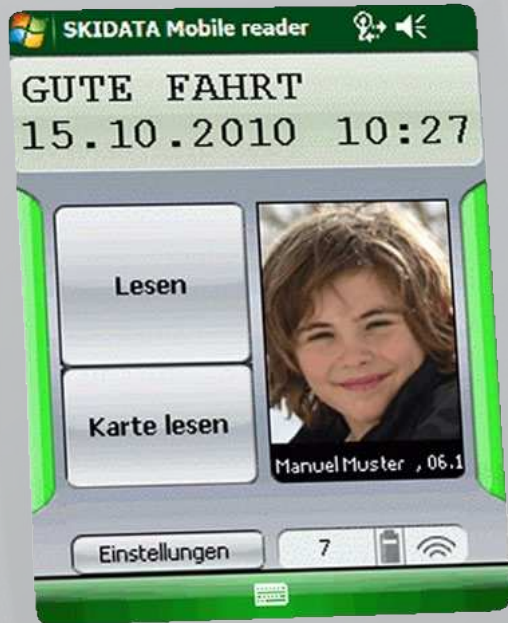 SKIDATA Mobile reader
GUTE FAHRT
15.10.2010 10:27
Lesen
Karte lesen
Manuel Muster , 06.1
Einstellungen
7